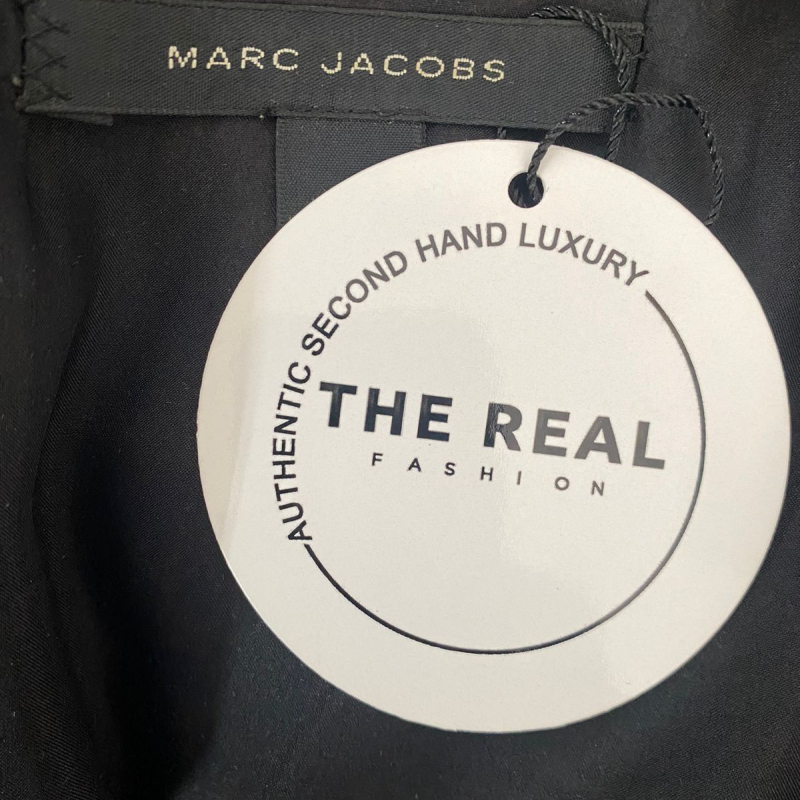 MARC JACOBS
AUTHENTIC SECOND HAND LUXURY
THE REAL
FASHION